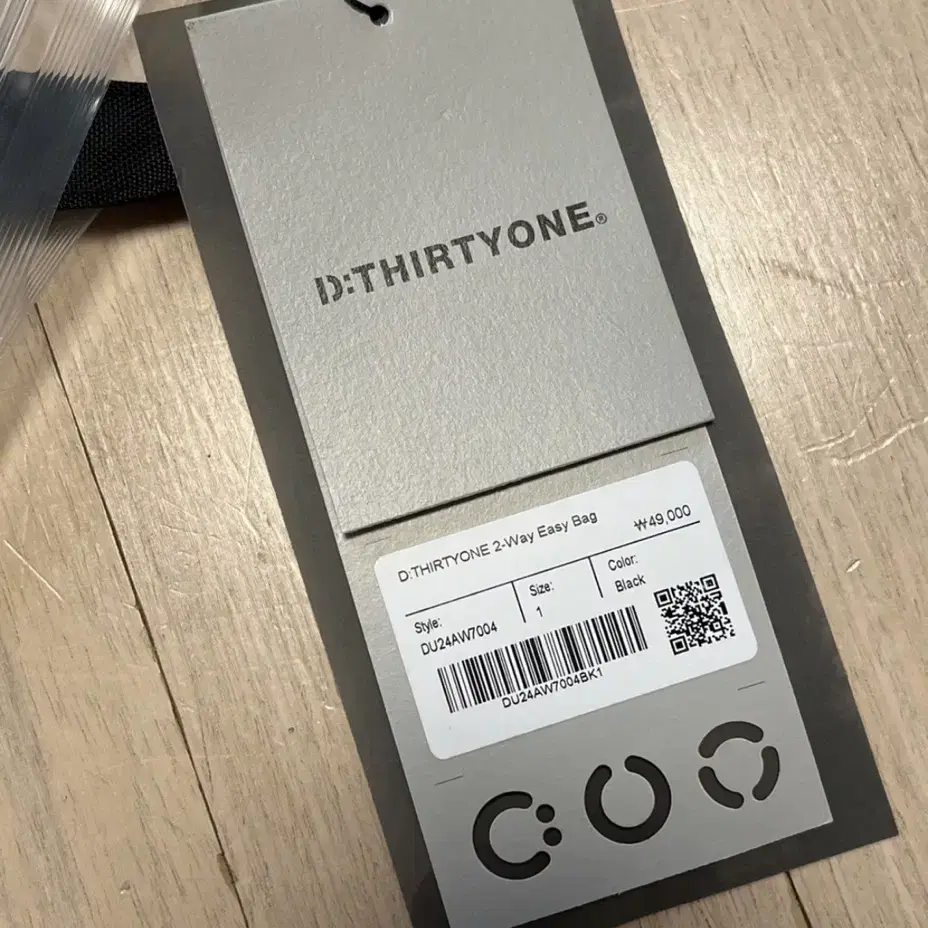 D:THIRTYONE®
D:THIRTYONE 2-Way Easy Bag ₩49,000
Style: Size: Color:
DU24AW7004 1 Black
DU24AW7004BK1